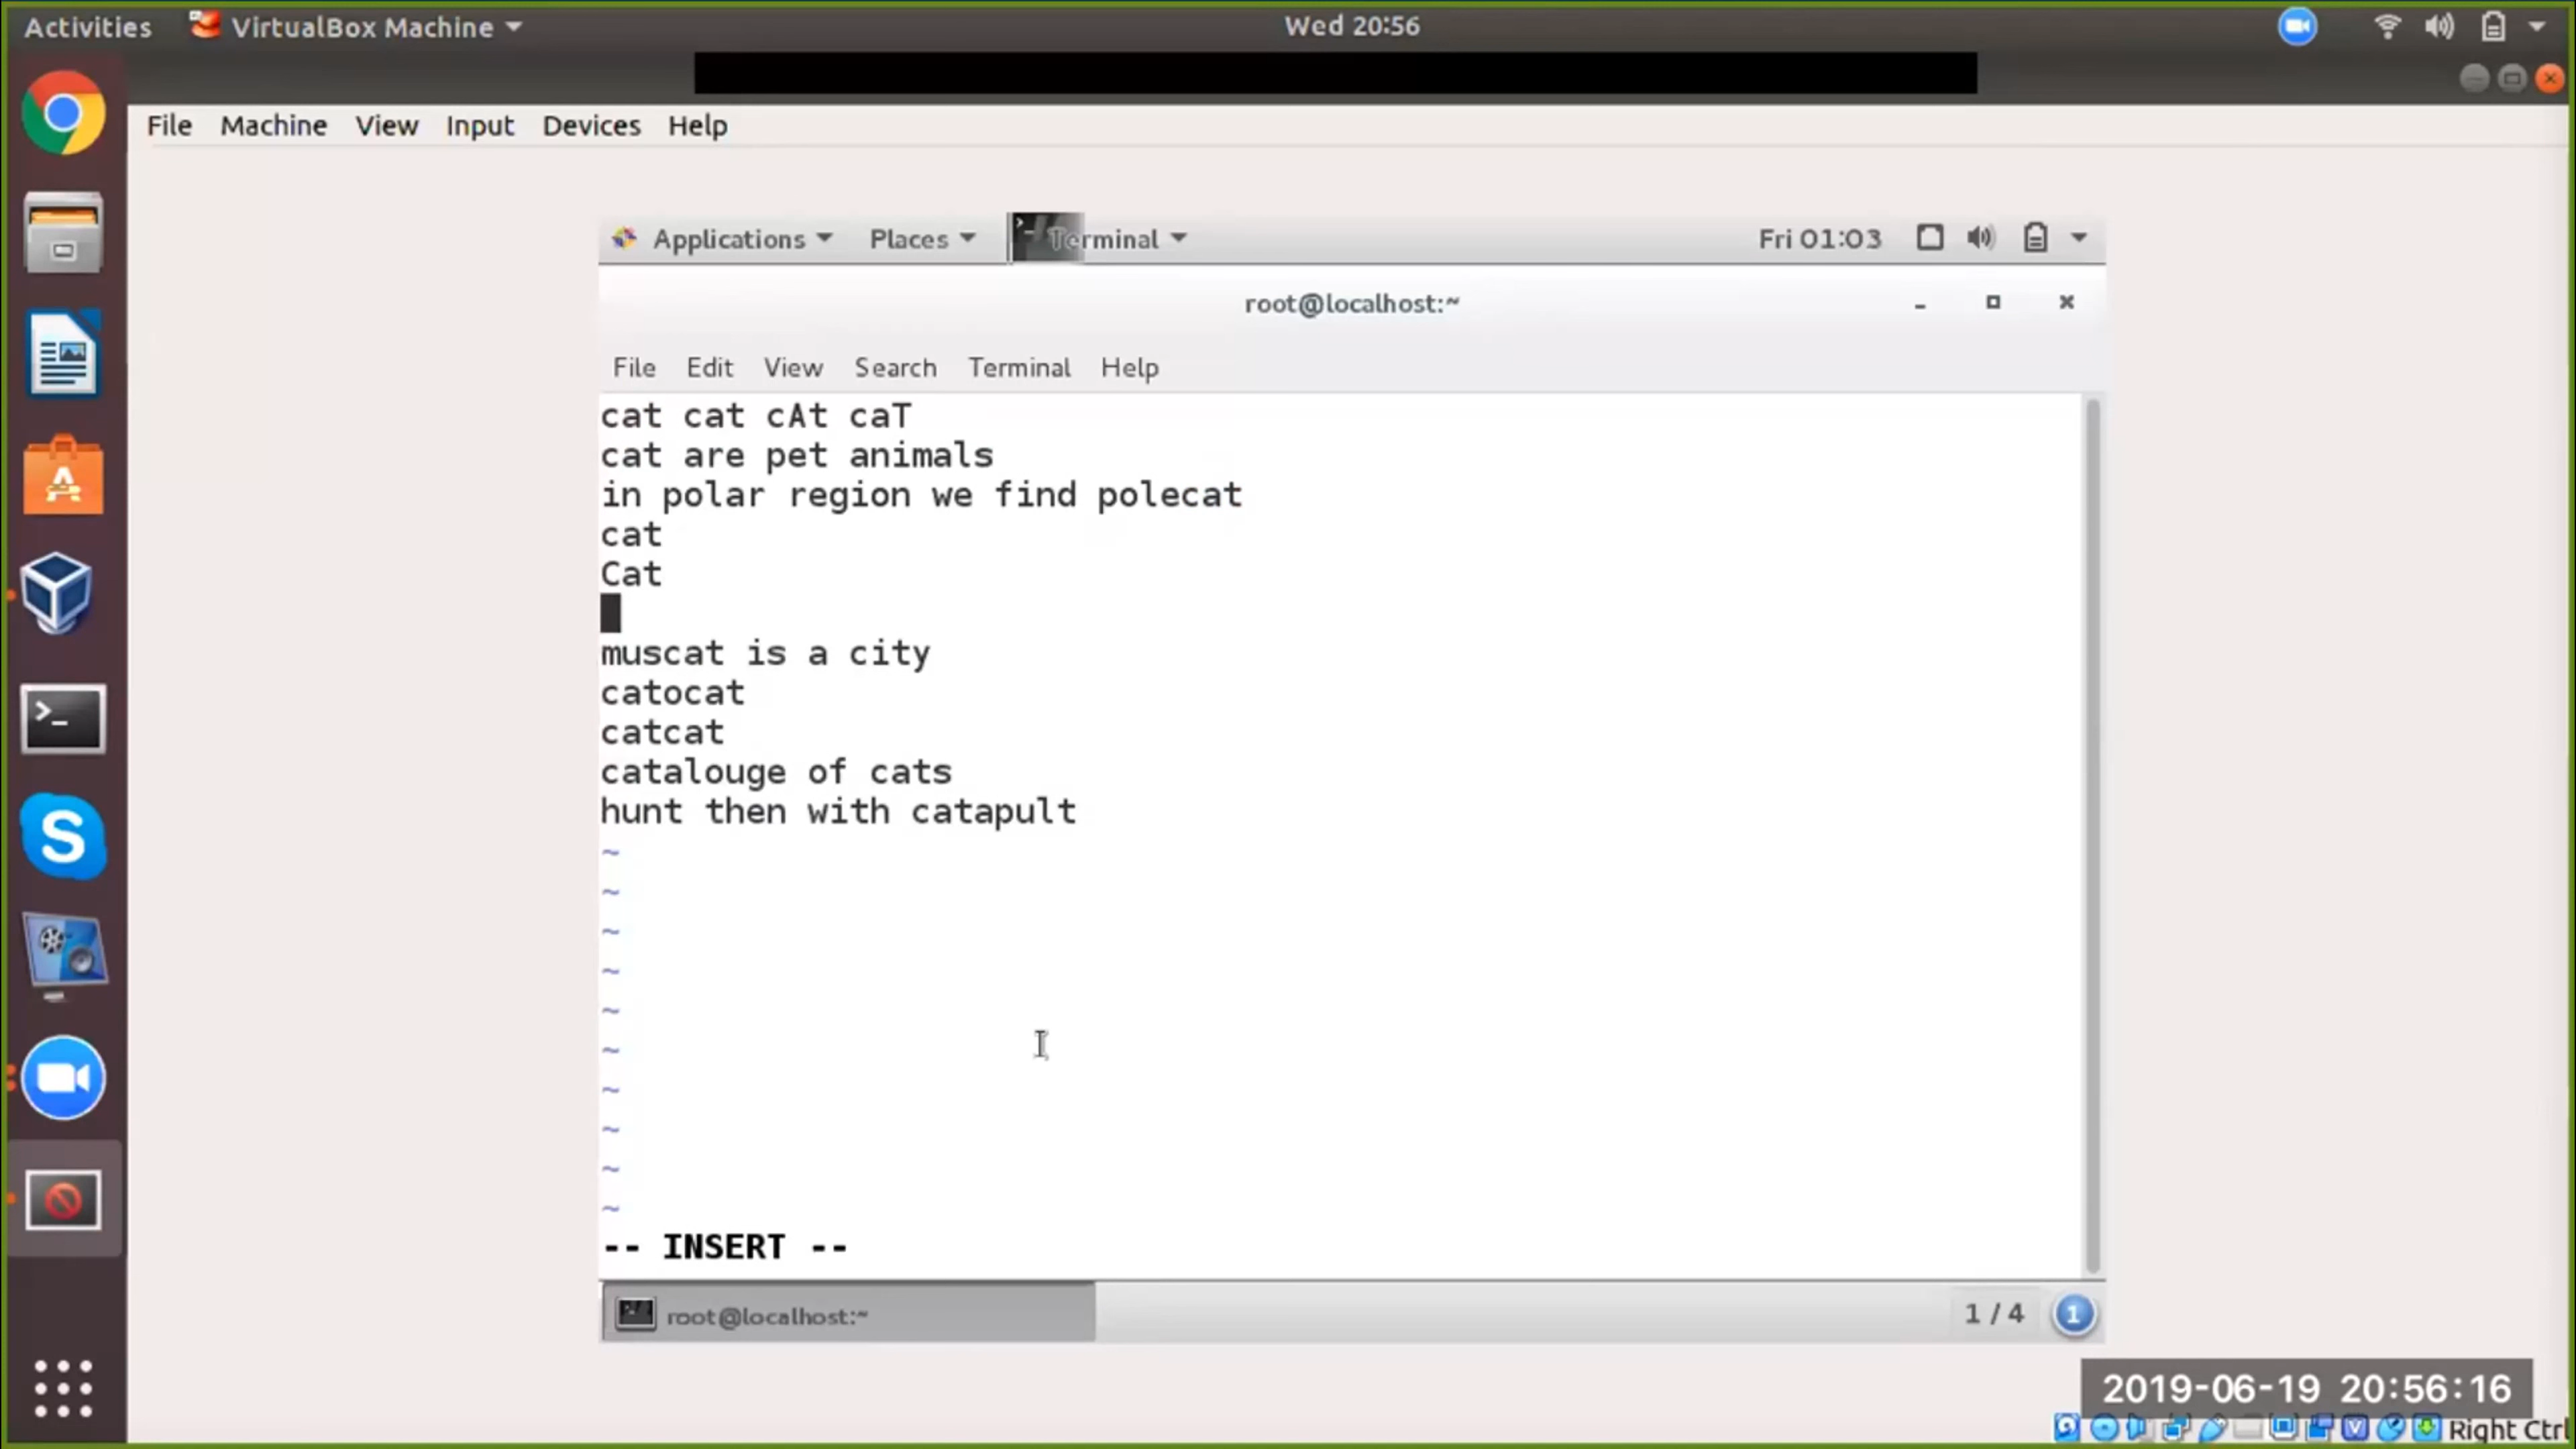 Activities VirtualBox Machine Wed 20:56
File Machine View Input Devices Help
Applications Places Terminal Fri 01:03
root@localhost:~
File Edit View Search Terminal Help
cat cat cAt caT
cat are pet animals
in polar region we find polecat
cat
Cat
muscat is a city
catocat
catcat
catalouge of cats
hunt then with catapult
~
~
~
~
~
~
~
~
~
~
-- INSERT --
root@localhost:~ 1 / 4 1
2019-06-19 20:56:16
Right Ctrl